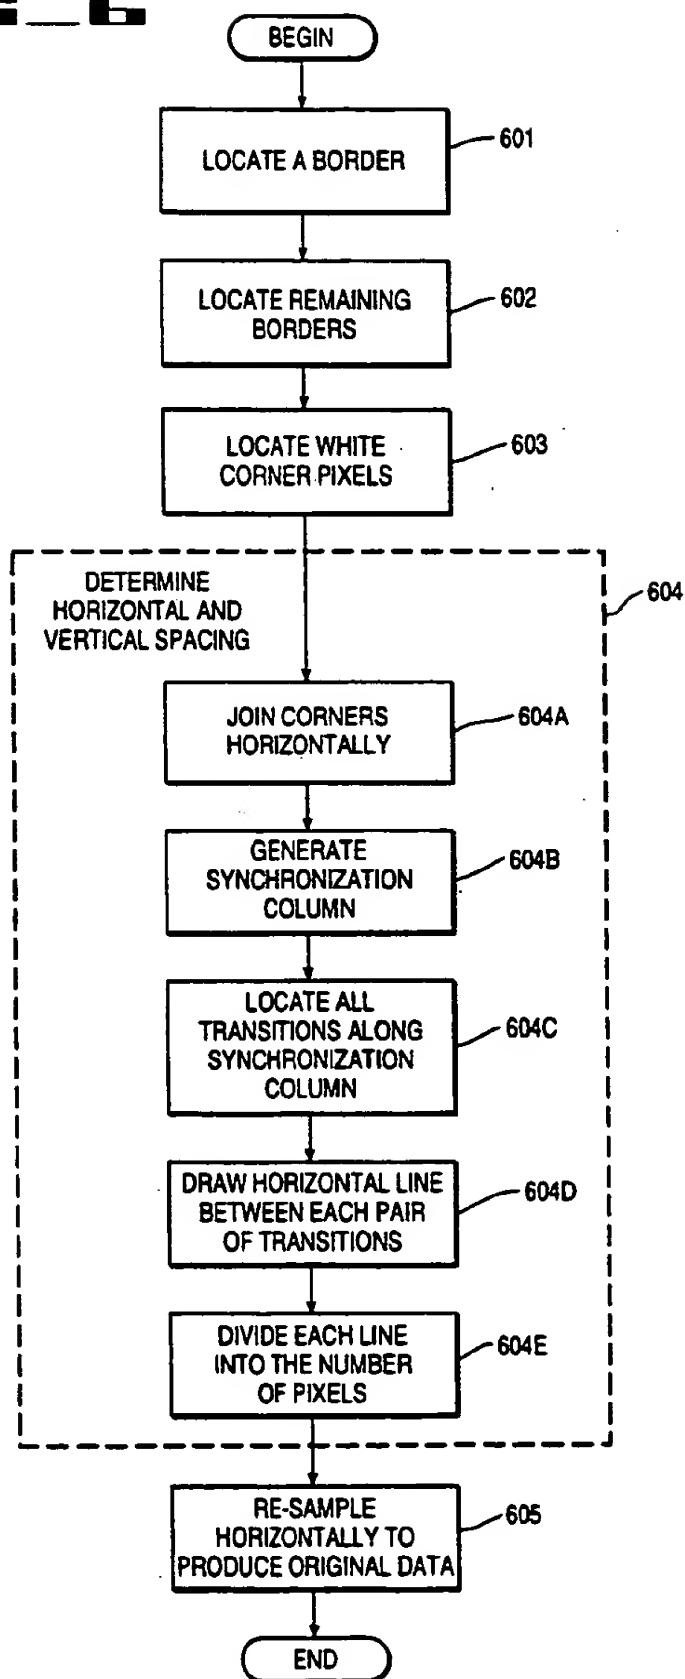 BEGIN
LOCATE A BORDER
601
LOCATE REMAINING
BORDERS
602
LOCATE WHITE
CORNER PIXELS
603
DETERMINE
HORIZONTAL AND
VERTICAL SPACING
604
JOIN CORNERS
HORIZONTALLY
604A
GENERATE
SYNCHRONIZATION
COLUMN
604B
LOCATE ALL
TRANSITIONS ALONG
SYNCHRONIZATION
COLUMN
604C
DRAW HORIZONTAL LINE
BETWEEN EACH PAIR
OF TRANSITIONS
604D
DIVIDE EACH LINE
INTO THE NUMBER
OF PIXELS
604E
RE-SAMPLE
HORIZONTALLY TO
PRODUCE ORIGINAL DATA
605
END